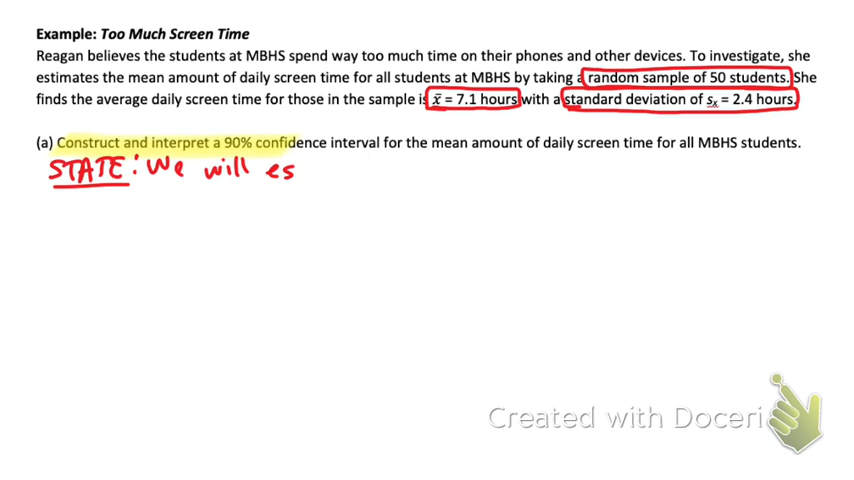 Example: Too Much Screen Time
Reagan believes the students at MBHS spend way too much time on their phones and other devices. To investigate, she
estimates the mean amount of daily screen time for all students at MBHS by taking a random sample of 50 students. She
finds the average daily screen time for those in the sample is x̄ = 7.1 hours with a standard deviation of sₓ = 2.4 hours.
(a) Construct and interpret a 90% confidence interval for the mean amount of daily screen time for all MBHS students.
STATE: We will es
Created with Doceri